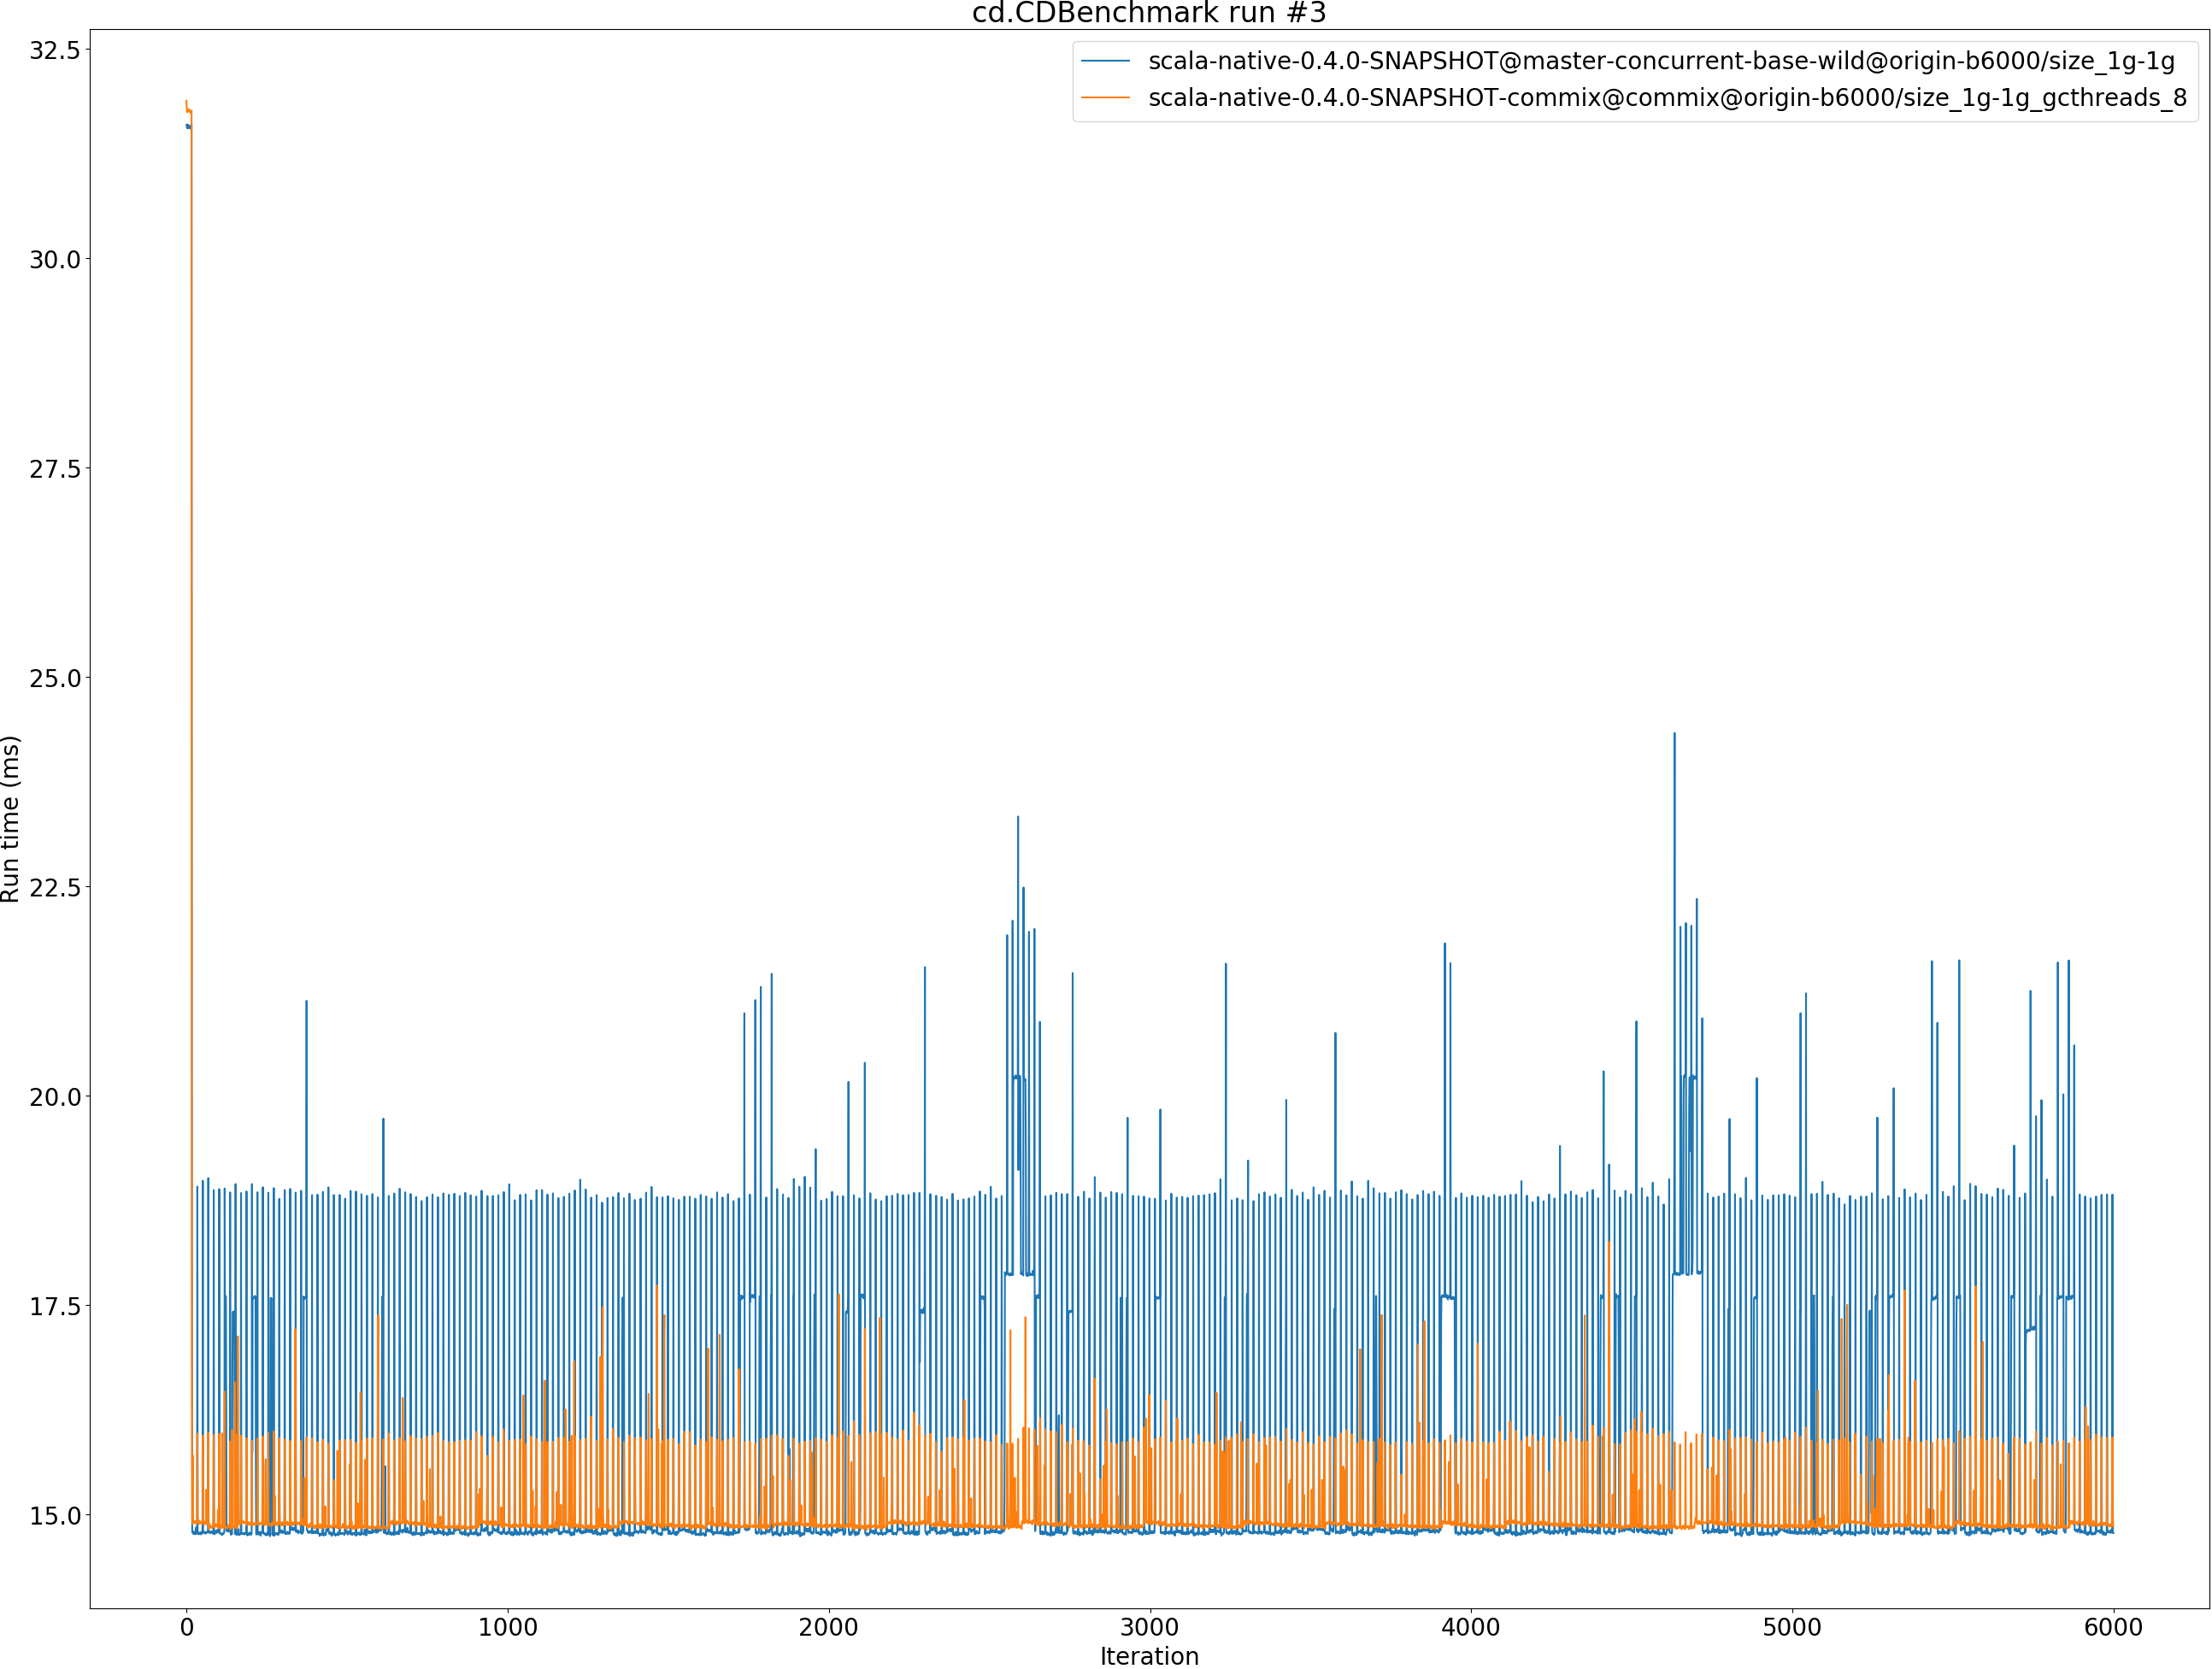 cd.CDBenchmark run #3
scala-native-0.4.0-SNAPSHOT@master-concurrent-base-wild@origin-b6000/size_1g-1g
scala-native-0.4.0-SNAPSHOT-commix@commix@origin-b6000/size_1g-1g_gcthreads_8
Run time (ms)
32.5
30.0
27.5
25.0
22.5
20.0
17.5
15.0
0 1000 2000 3000 4000 5000 6000
Iteration